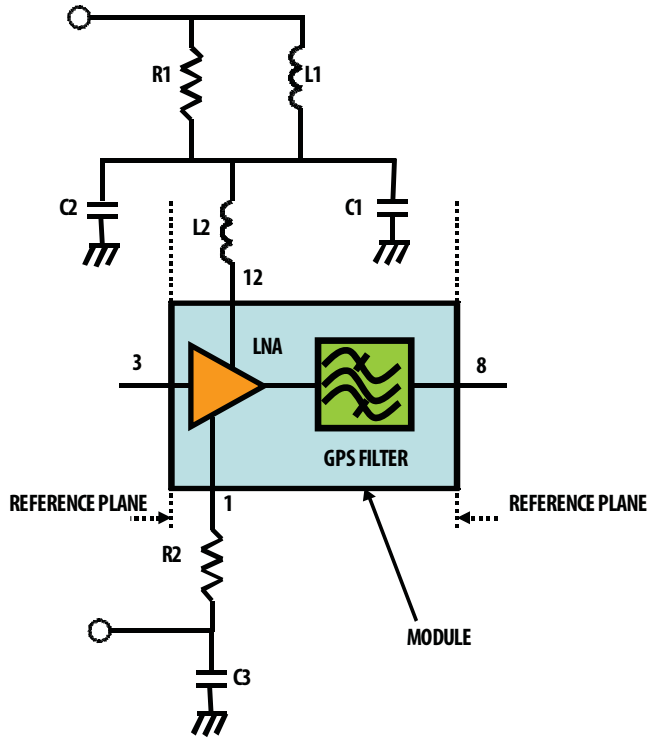 R1
L1
C2
C1
L2
12
LNA
3
8
GPS FILTER
REFERENCE PLANE
1
REFERENCE PLANE
R2
MODULE
C3